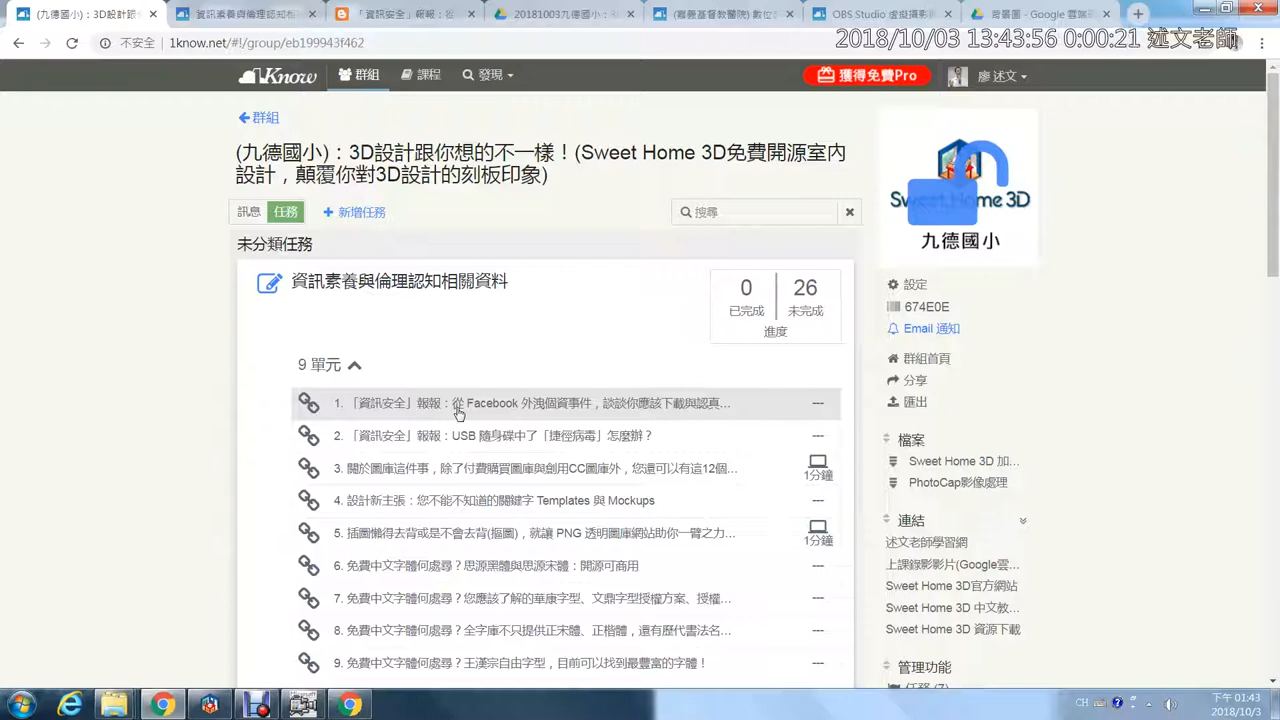 (九德國小)：3D設計跟
資訊素養與倫理認知相
「資訊安全」報報：從
20181003九德國小：3
(嘉義基督教醫院) 數位
OBS Studio 虛擬攝影
背景圖 - Google 雲端
不安全 1know.net/#!/group/eb199943f462
2018/10/03 13:43:56 0:00:21 述文老師
1Know 群組 課程 發現 獲得免費Pro 廖 述文
群組
(九德國小)：3D設計跟你想的不一樣！(Sweet Home 3D免費開源室內
設計，顛覆你對3D設計的刻板印象)
訊息 任務 新增任務 搜尋
未分類任務
資訊素養與倫理認知相關資料
0 26
已完成 未完成
進度
9 單元
1. 「資訊安全」報報：從 Facebook 外洩個資事件，談談你應該下載與認真... ---
2. 「資訊安全」報報：USB 隨身碟中了「捷徑病毒」怎麼辦？ ---
3. 關於圖庫這件事，除了付費購買圖庫與創用CC圖庫外，您還可以有這12個... 1分鐘
4. 設計新主張：您不能不知道的關鍵字 Templates 與 Mockups ---
5. 插圖懶得去背或是不會去背(摳圖)，就讓 PNG 透明圖庫網站助你一臂之力... 1分鐘
6. 免費中文字體何處尋？思源黑體與思源宋體：開源可商用 ---
7. 免費中文字體何處尋？您應該了解的華康字型、文鼎字型授權方案、授權... ---
8. 免費中文字體何處尋？全字庫不只提供正宋體、正楷體，還有歷代書法名... ---
9. 免費中文字體何處尋？王漢宗自由字型，目前可以找到最豐富的字體！ ---
Sweet Home 3D
九德國小
設定
674E0E
Email 通知
群組首頁
分享
匯出
檔案
Sweet Home 3D 加...
PhotoCap影像處理
連結
述文老師學習網
上課錄影影片(Google雲...
Sweet Home 3D官方網站
Sweet Home 3D 中文教...
Sweet Home 3D 資源下載
管理功能
任務 (7)
CH
下午 01:43
2018/10/3